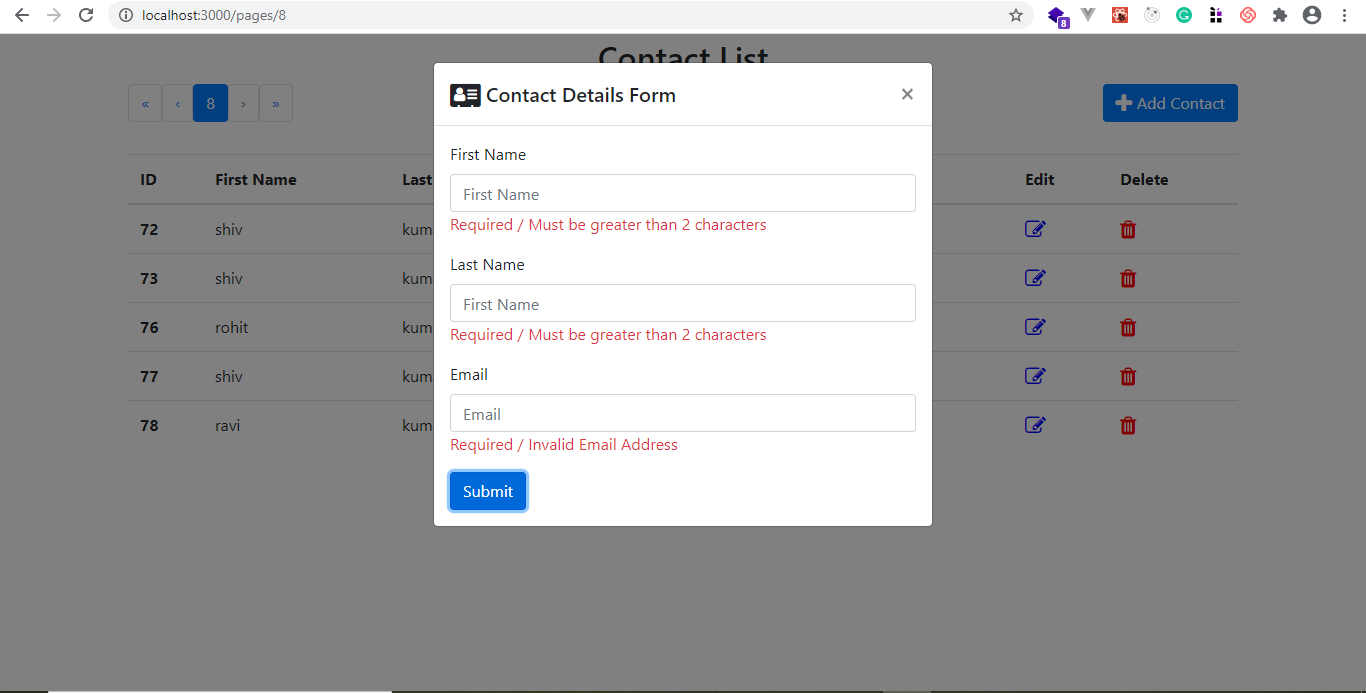 localhost:3000/pages/8
8
Contact List
Contact Details Form ×
« ‹ 8 › » Add Contact
First Name
First Name
Required / Must be greater than 2 characters
Last Name
First Name
Required / Must be greater than 2 characters
Email
Email
Required / Invalid Email Address
Submit
ID First Name Last Edit Delete
72 shiv kum
73 shiv kum
76 rohit kum
77 shiv kum
78 ravi kum